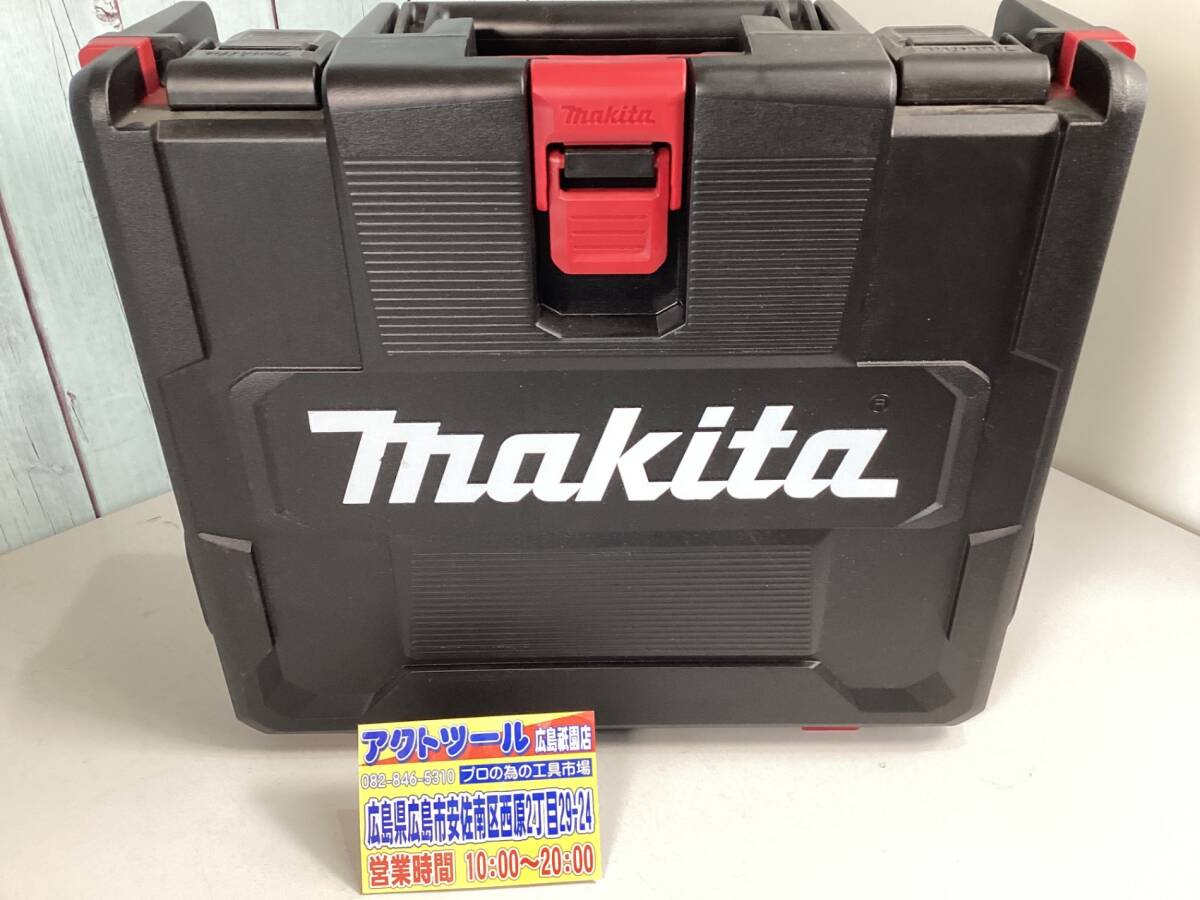 makita
makita
makita
makita
®
アクトツール 広島祇園店
082-846-5310 プロの為の工具市場
広島県広島市安佐南区西原2丁目29-24
営業時間 10:00〜20:00